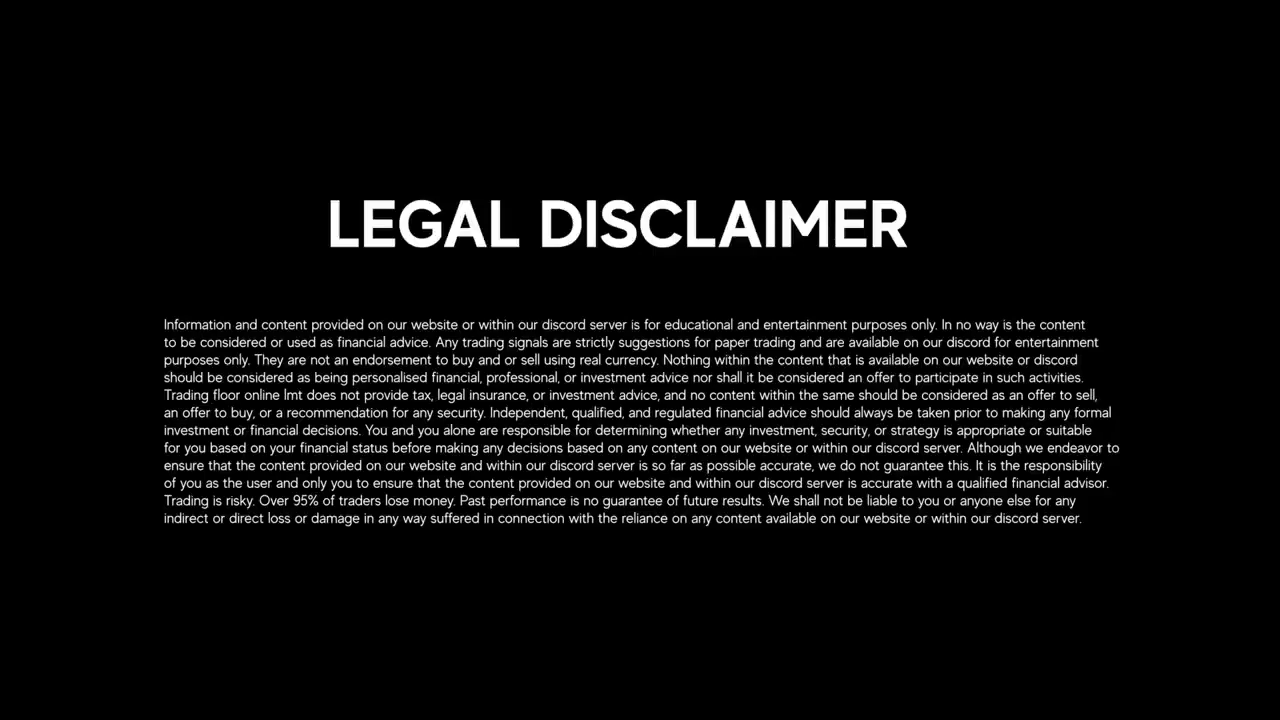 LEGAL DISCLAIMER
Information and content provided on our website or within our discord server is for educational and entertainment purposes only. In no way is the content
to be considered or used as financial advice. Any trading signals are strictly suggestions for paper trading and are available on our discord for entertainment
purposes only. They are not an endorsement to buy and or sell using real currency. Nothing within the content that is available on our website or discord
should be considered as being personalised financial, professional, or investment advice nor shall it be considered an offer to participate in such activities.
Trading floor online lmt does not provide tax, legal insurance, or investment advice, and no content within the same should be considered as an offer to sell,
an offer to buy, or a recommendation for any security. Independent, qualified, and regulated financial advice should always be taken prior to making any formal
investment or financial decisions. You and you alone are responsible for determining whether any investment, security, or strategy is appropriate or suitable
for you based on your financial status before making any decisions based on any content on our website or within our discord server. Although we endeavor to
ensure that the content provided on our website and within our discord server is so far as possible accurate, we do not guarantee this. It is the responsibility
of you as the user and only you to ensure that the content provided on our website and within our discord server is accurate with a qualified financial advisor.
Trading is risky. Over 95% of traders lose money. Past performance is no guarantee of future results. We shall not be liable to you or anyone else for any
indirect or direct loss or damage in any way suffered in connection with the reliance on any content available on our website or within our discord server.